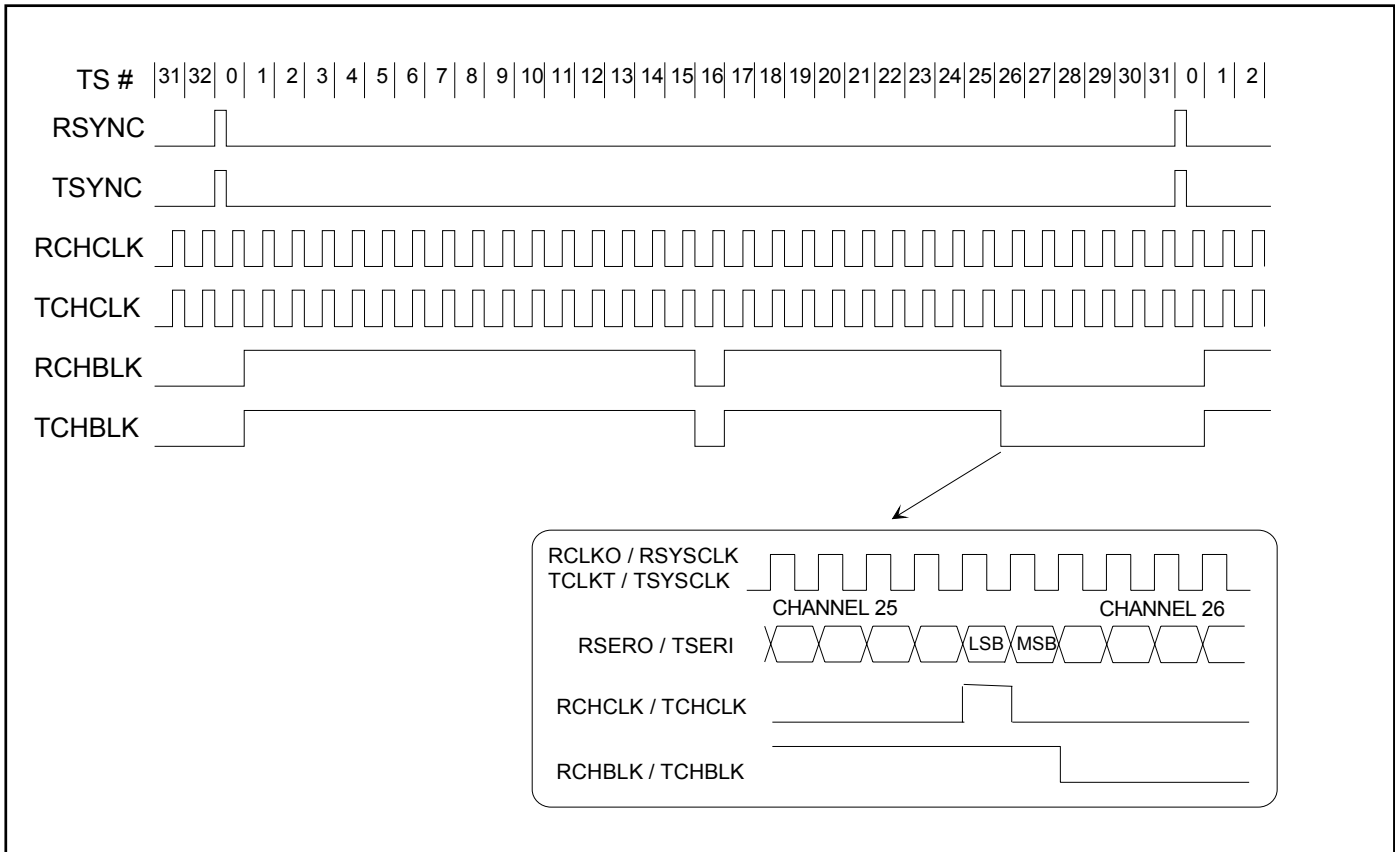 TS # 31 32 0 1 2 3 4 5 6 7 8 9 10 11 12 13 14 15 16 17 18 19 20 21 22 23 24 25 26 27 28 29 30 31 0 1 2
RSYNC
TSYNC
RCHCLK
TCHCLK
RCHBLK
TCHBLK
RCLKO / RSYSCLK
TCLKT / TSYSCLK
CHANNEL 25 CHANNEL 26
RSERO / TSERI LSB MSB
RCHCLK / TCHCLK
RCHBLK / TCHBLK